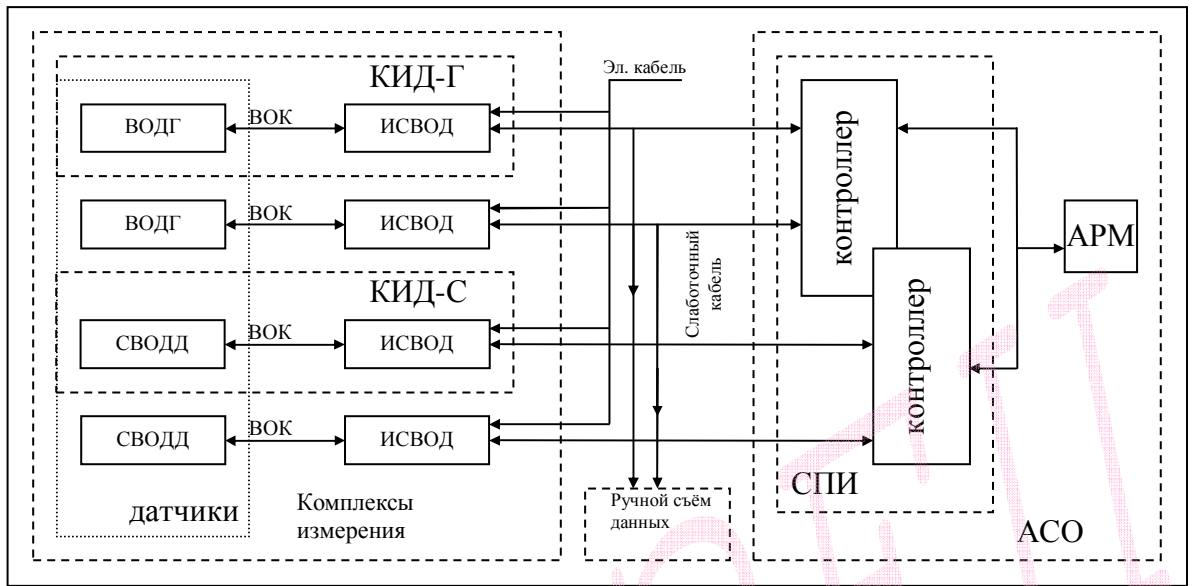 Эл. кабель
КИД-Г
ВОДГ
ВОК
ИСВОД
контроллер
ВОДГ
ВОК
ИСВОД
АРМ
Слаботочный
кабель
КИД-С
СВОДД
ВОК
ИСВОД
контроллер
СВОДД
ВОК
ИСВОД
СПИ
датчики
Комплексы
измерения
Ручной съём
данных
АСО